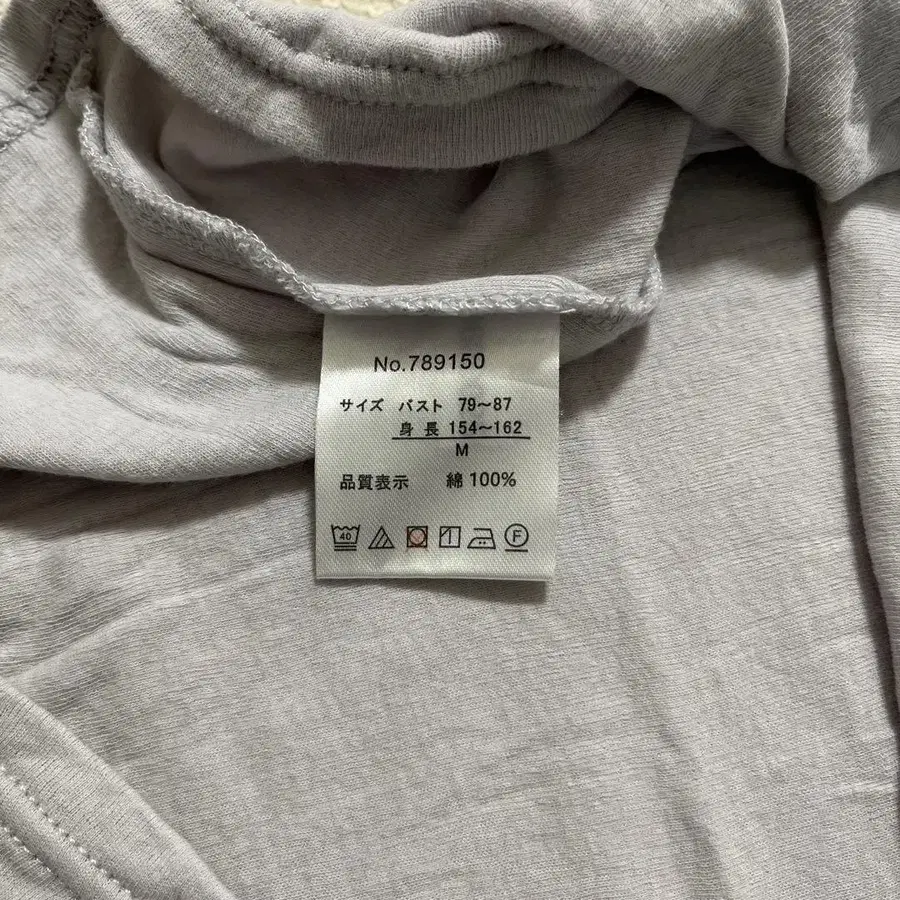 No.789150
サイズ バスト 79～87
身長 154～162
M
品質表示 綿 100%
40 F